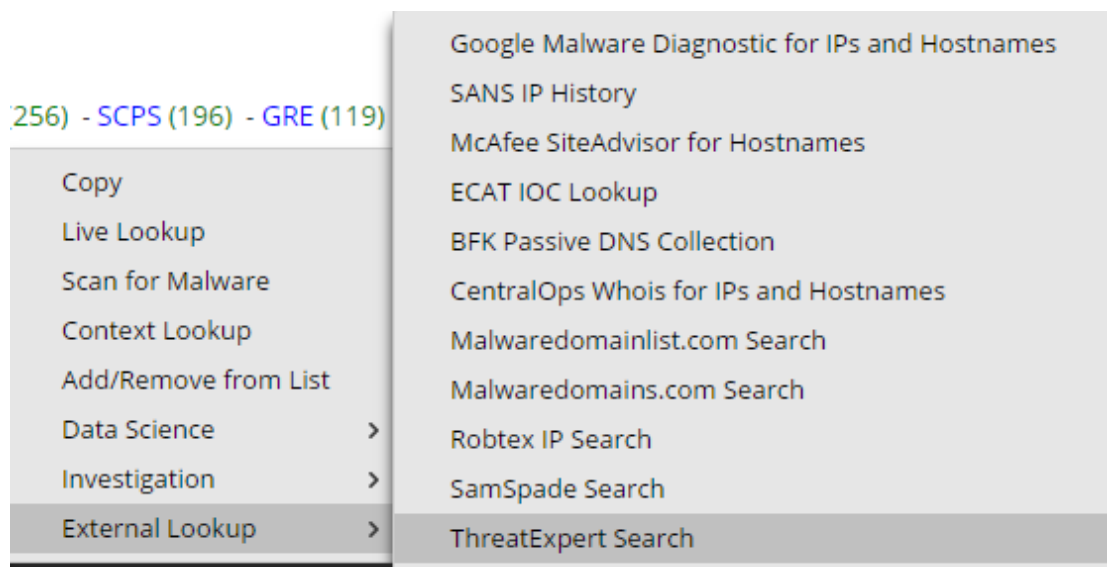 256) - SCPS (196) - GRE (119)
Copy
Live Lookup
Scan for Malware
Context Lookup
Add/Remove from List
Data Science
Investigation
External Lookup
Google Malware Diagnostic for IPs and Hostnames
SANS IP History
McAfee SiteAdvisor for Hostnames
ECAT IOC Lookup
BFK Passive DNS Collection
CentralOps Whois for IPs and Hostnames
Malwaredomainlist.com Search
Malwaredomains.com Search
Robtex IP Search
SamSpade Search
ThreatExpert Search